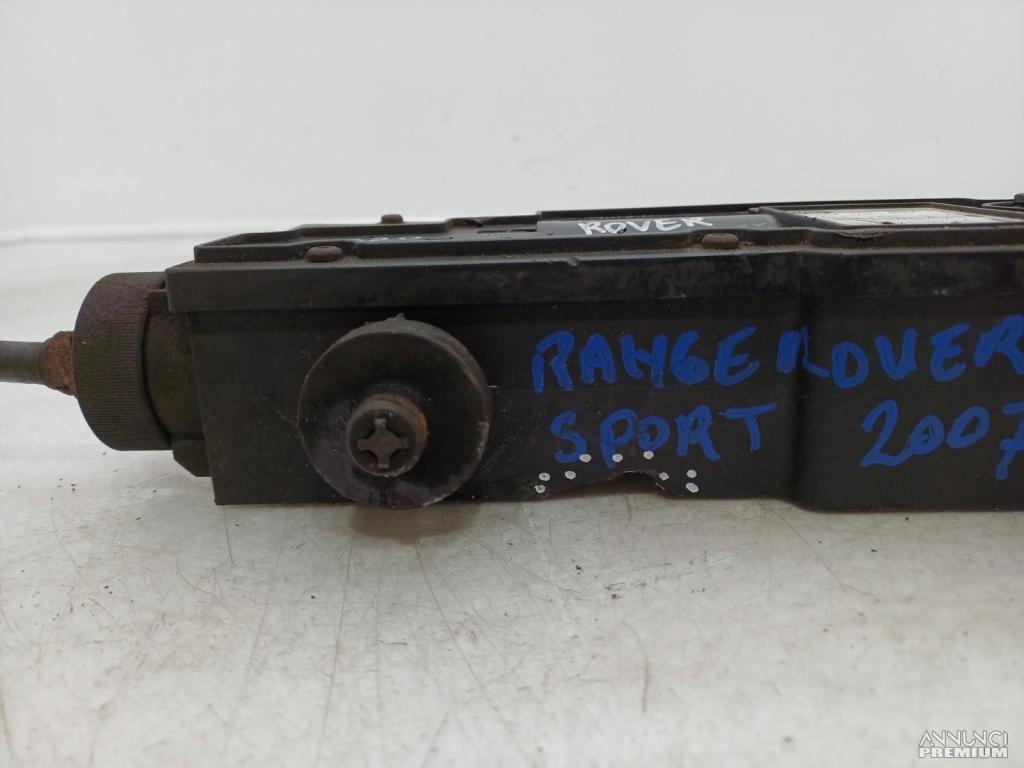 ROVER
RANGE ROVER
SPORT 2007
ANNUNCI
PREMIUM